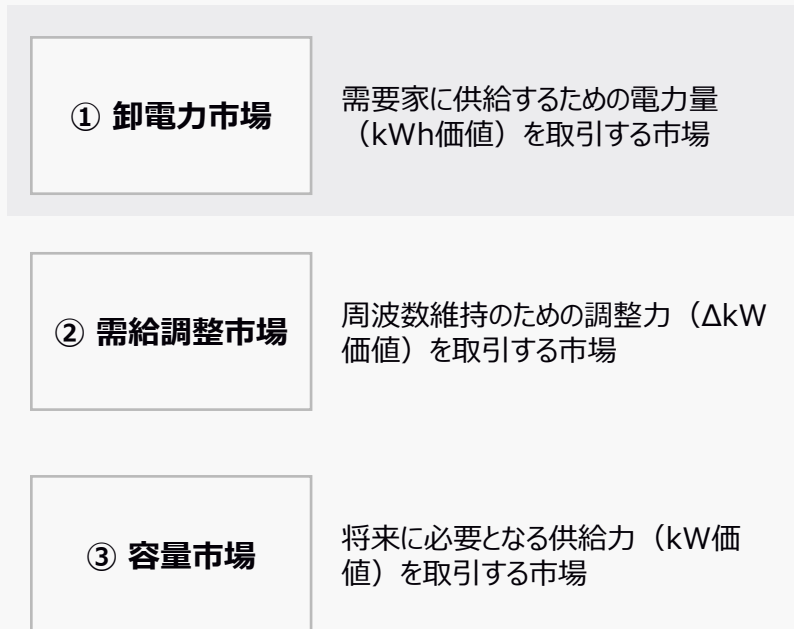 ① 卸電力市場
需要家に供給するための電力量
（kWh価値）を取引する市場
② 需給調整市場
周波数維持のための調整力（ΔkW
価値）を取引する市場
③ 容量市場
将来に必要となる供給力（kW価
値）を取引する市場